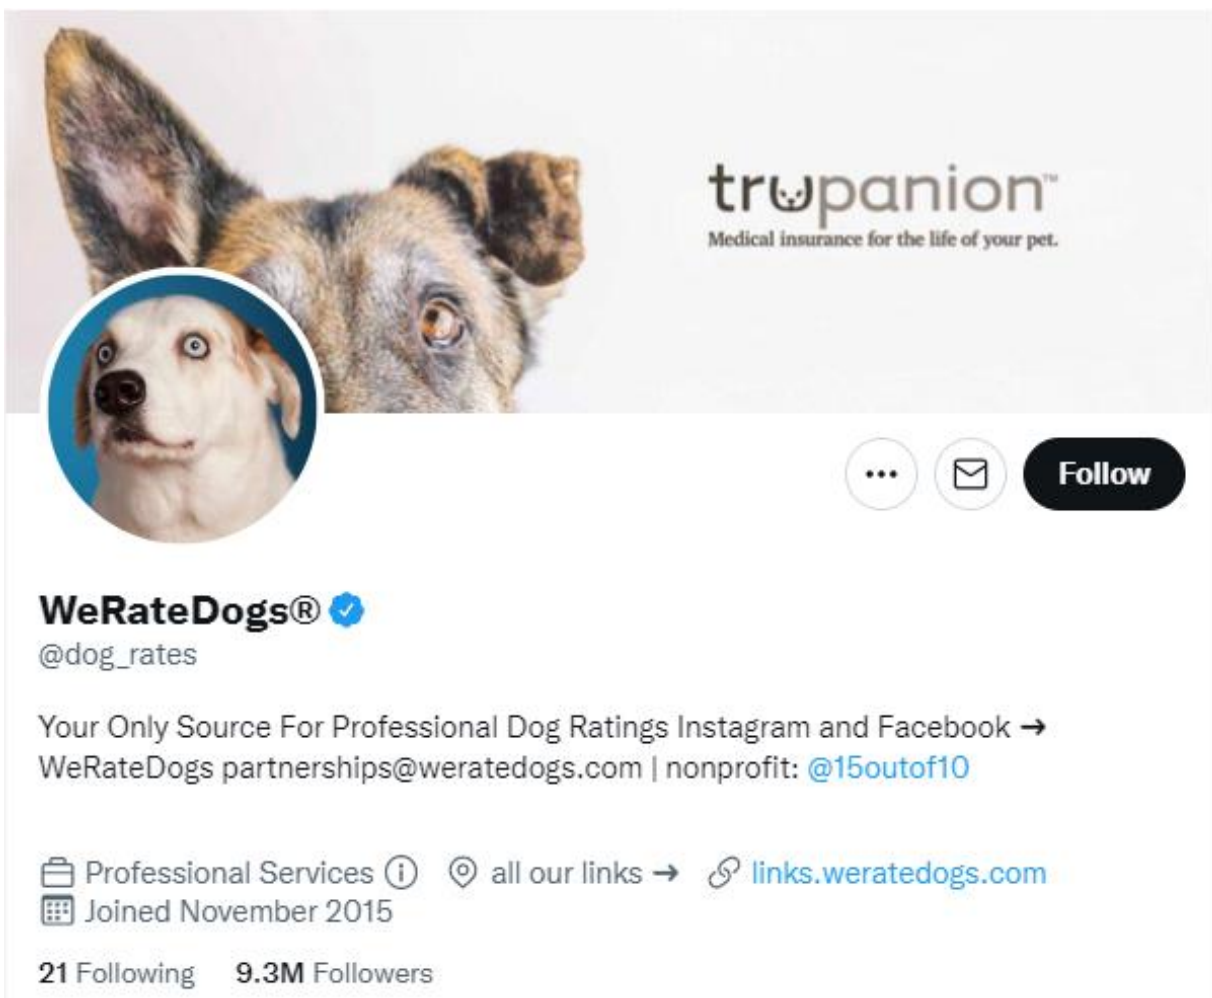 trupanion™
Medical insurance for the life of your pet.
Follow
WeRateDogs®
@dog_rates
Your Only Source For Professional Dog Ratings Instagram and Facebook →
WeRateDogs partnerships@weratedogs.com | nonprofit: @15outof10
Professional Services all our links → links.weratedogs.com
Joined November 2015
21 Following 9.3M Followers